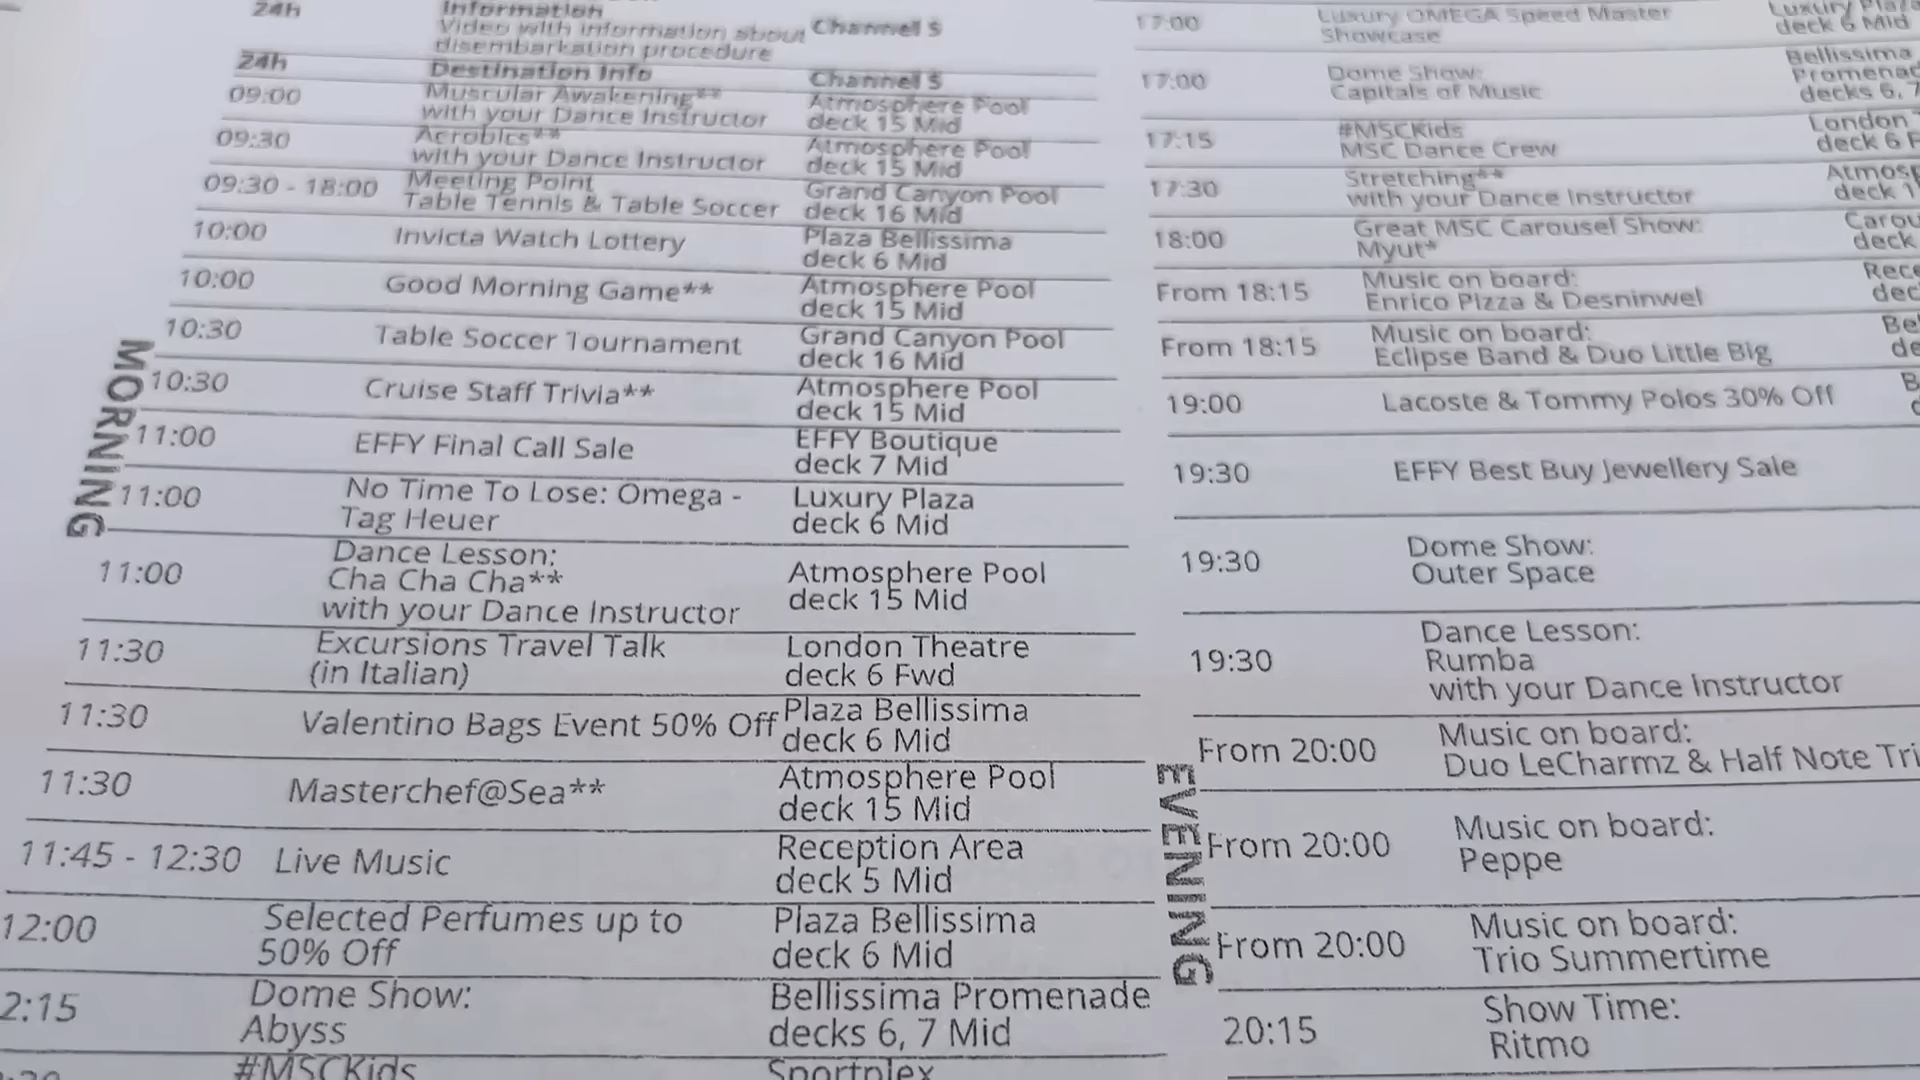 24h
Information
Video with information about
disembarkation procedure
Channel 5
24h
Destination Info
Channel 5
09:00
Muscular Awakening**
with your Dance Instructor
Atmosphere Pool
deck 15 Mid
09:30
Aerobics**
with your Dance Instructor
Atmosphere Pool
deck 15 Mid
09:30 - 18:00
Meeting Point
Table Tennis & Table Soccer
Grand Canyon Pool
deck 16 Mid
10:00
Invicta Watch Lottery
Plaza Bellissima
deck 6 Mid
10:00
Good Morning Game**
Atmosphere Pool
deck 15 Mid
10:30
Table Soccer Tournament
Grand Canyon Pool
deck 16 Mid
MORNING
10:30
Cruise Staff Trivia**
Atmosphere Pool
deck 15 Mid
11:00
EFFY Final Call Sale
EFFY Boutique
deck 7 Mid
11:00
No Time To Lose: Omega -
Tag Heuer
Luxury Plaza
deck 6 Mid
11:00
Dance Lesson:
Cha Cha Cha**
with your Dance Instructor
Atmosphere Pool
deck 15 Mid
11:30
Excursions Travel Talk
(in Italian)
London Theatre
deck 6 Fwd
11:30
Valentino Bags Event 50% Off
Plaza Bellissima
deck 6 Mid
11:30
Masterchef@Sea**
Atmosphere Pool
deck 15 Mid
11:45 - 12:30
Live Music
Reception Area
deck 5 Mid
12:00
Selected Perfumes up to
50% Off
Plaza Bellissima
deck 6 Mid
2:15
Dome Show:
Abyss
Bellissima Promenade
decks 6, 7 Mid
#MSCKids
Sportplex
17:00
Luxury OMEGA Speed Master
Showcase
Luxury Plaza
deck 6 Mid
17:00
Dome Show:
Capitals of Music
Bellissima
decks 6, 7
17:15
#MSCKids
MSC Dance Crew
London
deck 6
17:30
Stretching**
with your Dance Instructor
deck 1
18:00
Great MSC Carousel Show:
Myut*
deck
From 18:15
Music on board:
Enrico Pizza & Desninwel
From 18:15
Music on board:
Eclipse Band & Duo Little Big
19:00
Lacoste & Tommy Polos 30% Off
19:30
EFFY Best Buy Jewellery Sale
19:30
Dome Show:
Outer Space
19:30
Dance Lesson:
Rumba
with your Dance Instructor
EVENING
From 20:00
Music on board:
Duo LeCharmz & Half Note Tri
From 20:00
Music on board:
Peppe
From 20:00
Music on board:
Trio Summertime
20:15
Show Time:
Ritmo